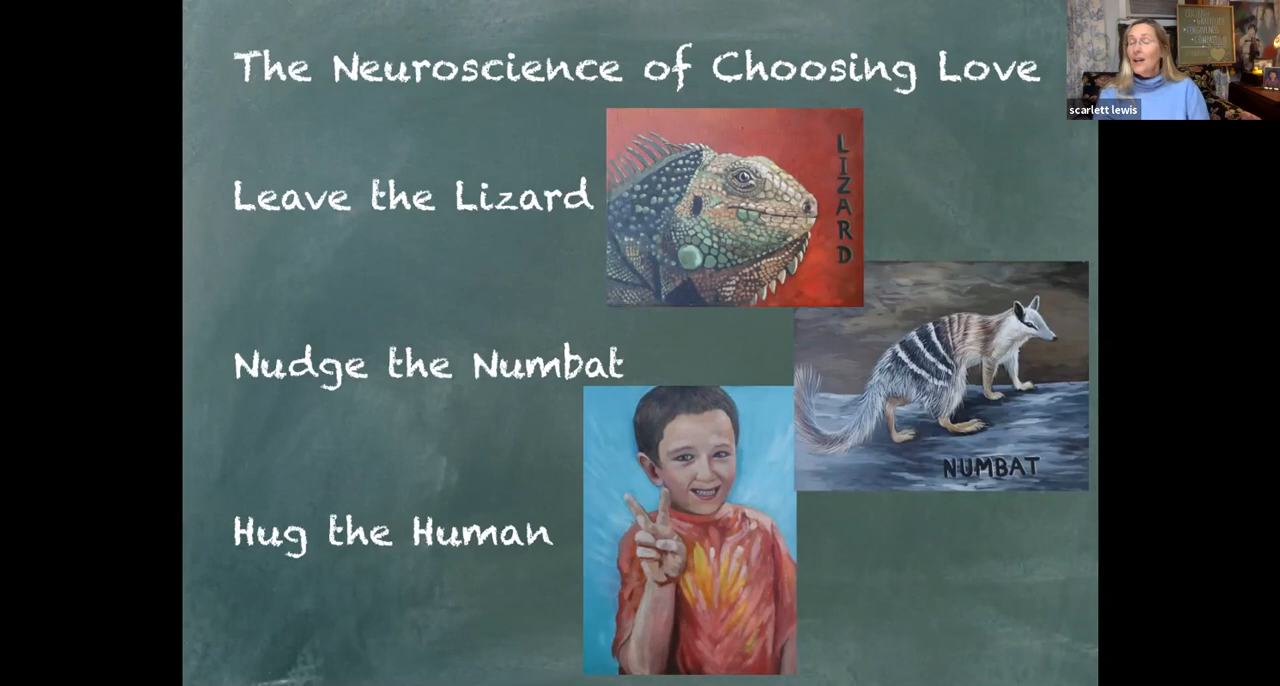 The Neuroscience of Choosing Love
scarlett lewis
Leave the Lizard
LIZARD
Nudge the Numbat
NUMBAT
Hug the Human